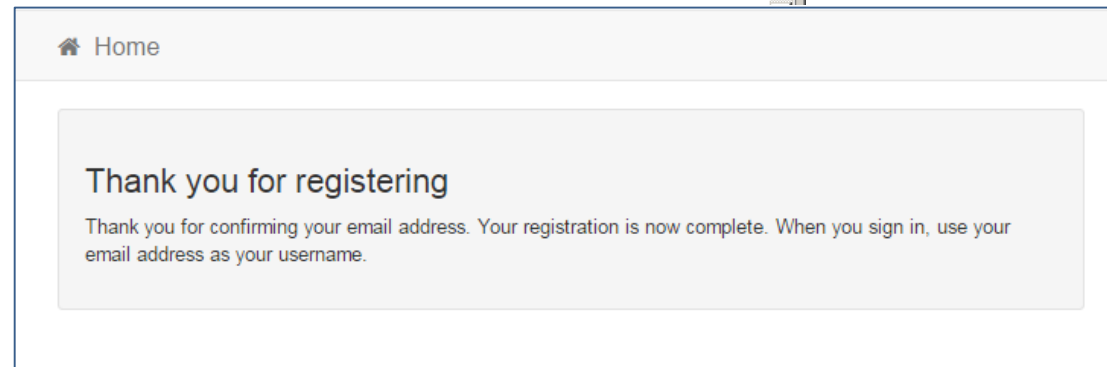 Home
Thank you for registering
Thank you for confirming your email address. Your registration is now complete. When you sign in, use your
email address as your username.